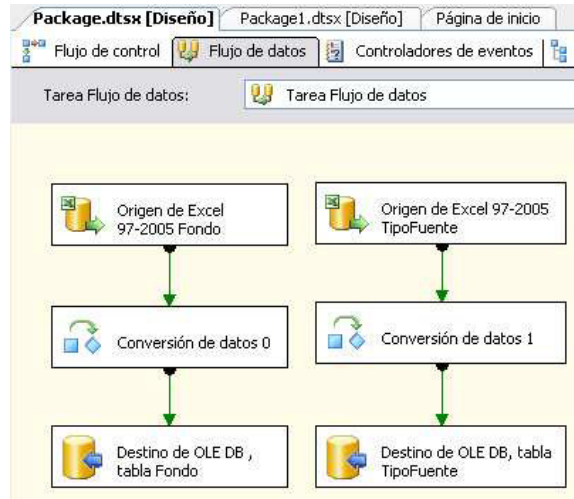 Package.dtsx [Diseño] Package1.dtsx [Diseño] Página de inicio
Flujo de control Flujo de datos Controladores de eventos
Tarea Flujo de datos: Tarea Flujo de datos
Origen de Excel
97-2005 Fondo
Origen de Excel 97-2005
TipoFuente
Conversión de datos 0
Conversión de datos 1
Destino de OLE DB ,
tabla Fondo
Destino de OLE DB, tabla
TipoFuente